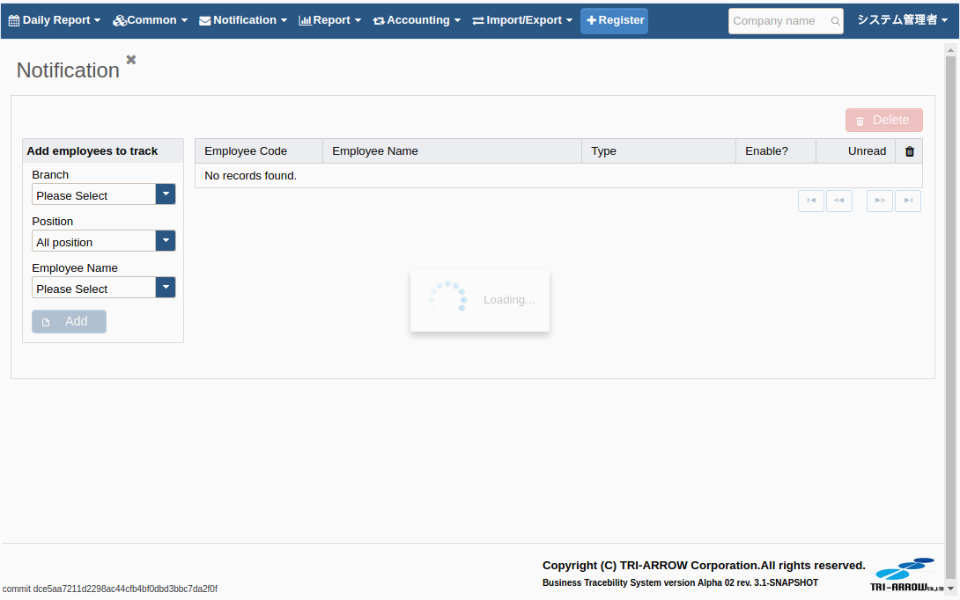 Daily Report Common Notification Report Accounting Import/Export Register Company name システム管理者
Notification
Delete
Add employees to track
Branch
Please Select
Position
All position
Employee Name
Please Select
Add
Employee Code Employee Name Type Enable? Unread
No records found.
Loading...
Copyright (C) TRI-ARROW Corporation.All rights reserved.
Business Tracebility System version Alpha 02 rev. 3.1-SNAPSHOT
TRI-ARROW CO.,LTD
commit dce5aa7211d2298ac44cfb4bf0dbd3bbc7da2f0f